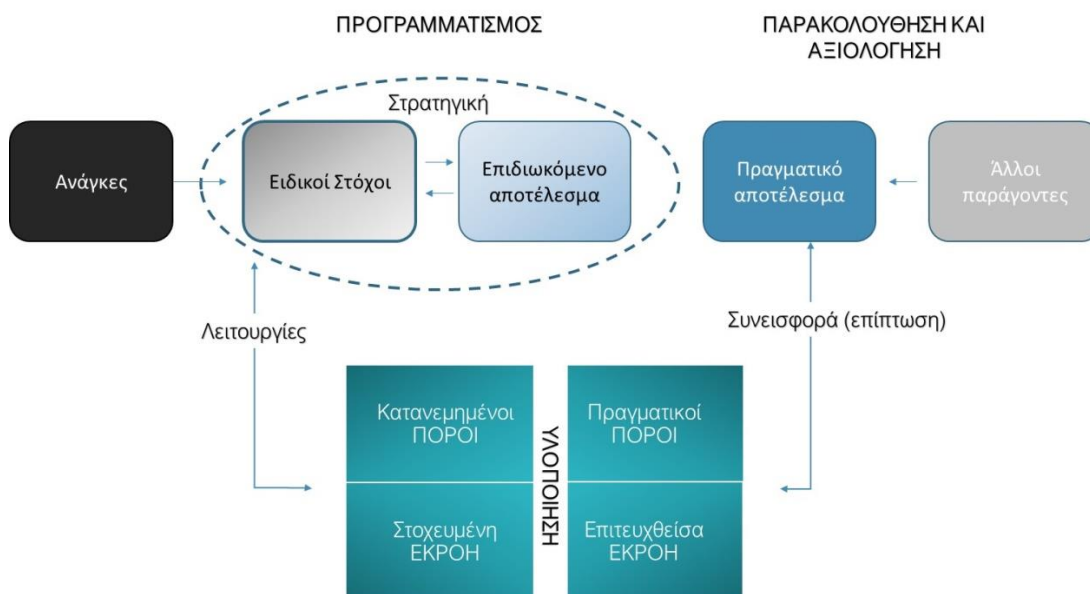 ΠΡΟΓΡΑΜΜΑΤΙΣΜΟΣ
ΠΑΡΑΚΟΛΟΥΘΗΣΗ ΚΑΙ
ΑΞΙΟΛΟΓΗΣΗ
Στρατηγική
Ανάγκες
Ειδικοί Στόχοι
Επιδιωκόμενο
αποτέλεσμα
Πραγματικό
αποτέλεσμα
Άλλοι
παράγοντες
Λειτουργίες
Συνεισφορά (επίπτωση)
Κατανεμημένοι
ΠΟΡΟΙ
Στοχευμένη
ΕΚΡΟΗ
ΥΛΟΠΟΙΗΣΗ
Πραγματικοί
ΠΟΡΟΙ
Επιτευχθείσα
ΕΚΡΟΗ